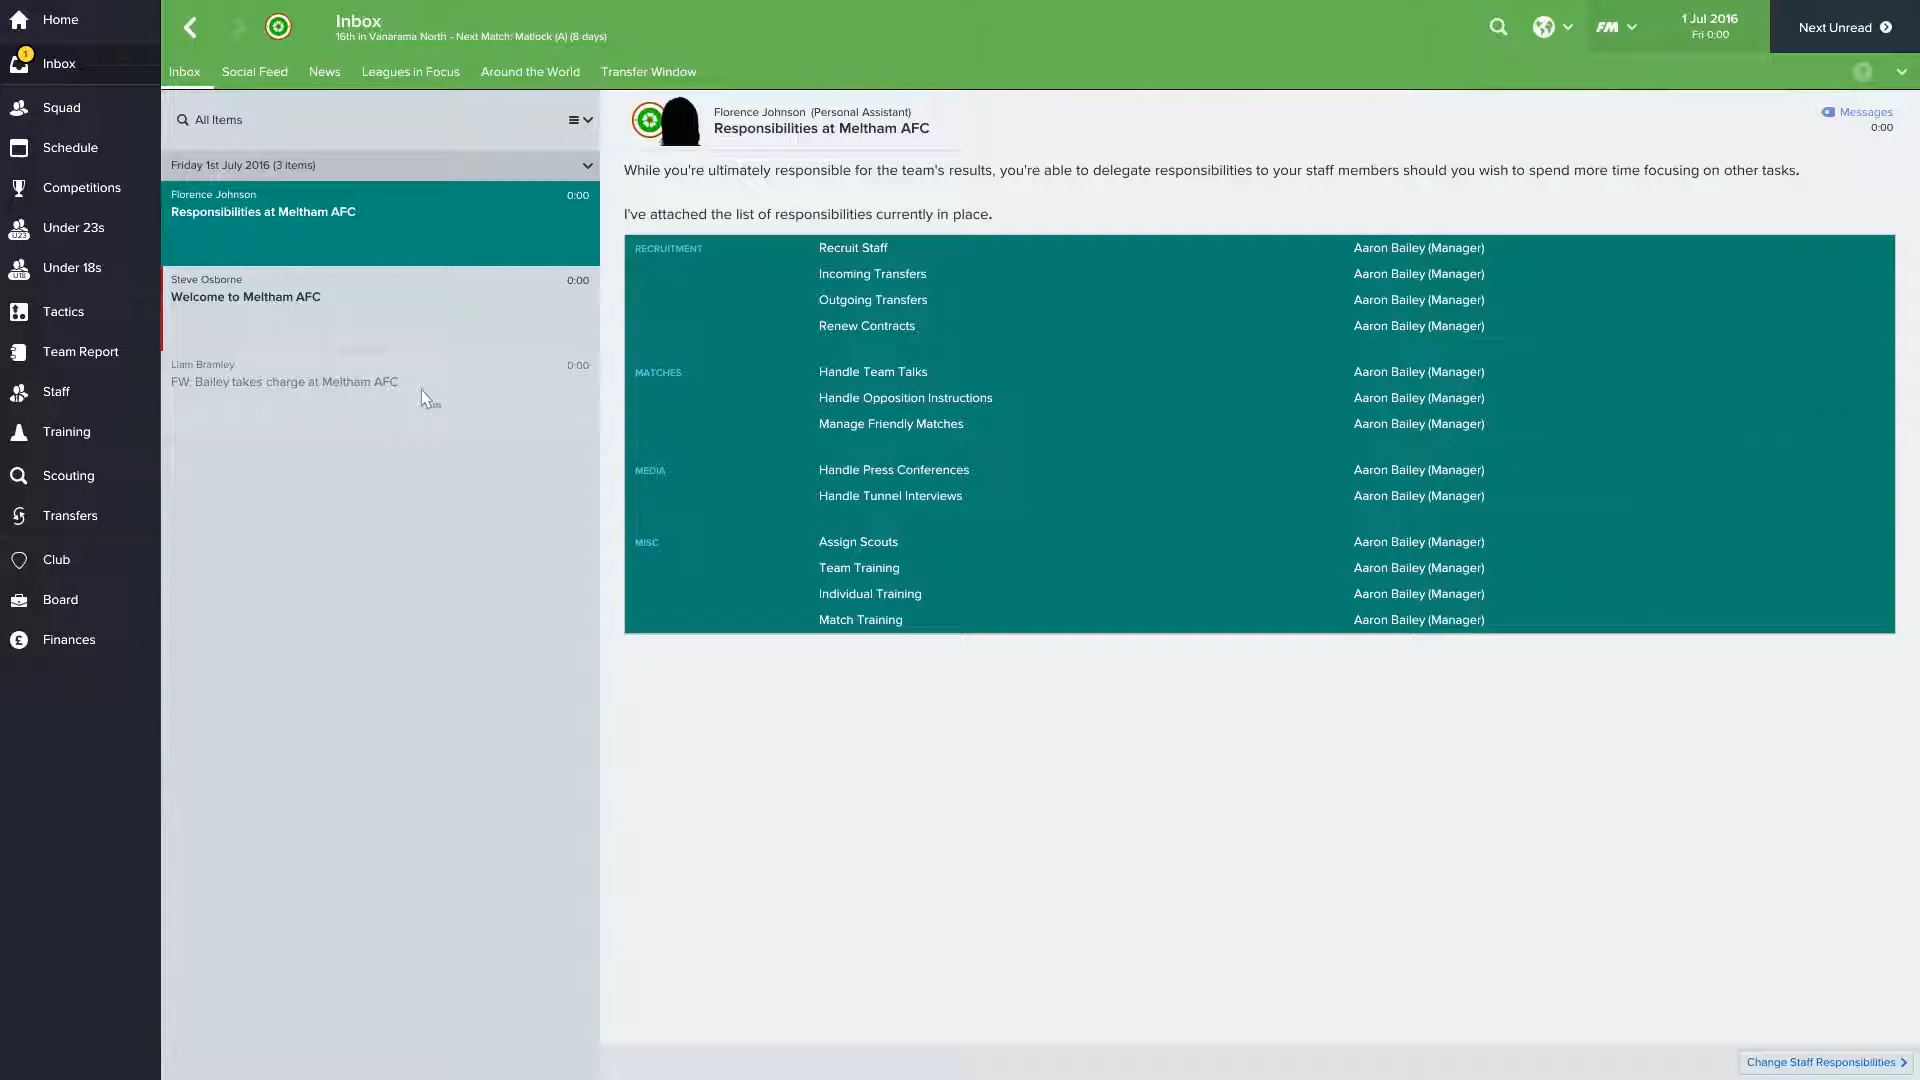 Home
1
Inbox
Squad
Schedule
Competitions
U23
Under 23s
U18
Under 18s
Tactics
Team Report
Staff
Training
Scouting
Transfers
Club
Board
£
Finances
Inbox
16th in Vanarama North - Next Match: Matlock (A) (8 days)
FM
1 Jul 2016
Fri 0:00
Next Unread
Inbox
Social Feed
News
Leagues in Focus
Around the World
Transfer Window
All Items
Friday 1st July 2016 (3 items)
Florence Johnson 0:00
Responsibilities at Meltham AFC
Steve Osborne 0:00
Welcome to Meltham AFC
Liam Bramley 0:00
FW: Bailey takes charge at Meltham AFC
Florence Johnson (Personal Assistant)
Responsibilities at Meltham AFC
Messages
0:00
While you're ultimately responsible for the team's results, you're able to delegate responsibilities to your staff members should you wish to spend more time focusing on other tasks.
I've attached the list of responsibilities currently in place.
RECRUITMENT Recruit Staff Aaron Bailey (Manager)
Incoming Transfers Aaron Bailey (Manager)
Outgoing Transfers Aaron Bailey (Manager)
Renew Contracts Aaron Bailey (Manager)
MATCHES Handle Team Talks Aaron Bailey (Manager)
Handle Opposition Instructions Aaron Bailey (Manager)
Manage Friendly Matches Aaron Bailey (Manager)
MEDIA Handle Press Conferences Aaron Bailey (Manager)
Handle Tunnel Interviews Aaron Bailey (Manager)
MISC Assign Scouts Aaron Bailey (Manager)
Team Training Aaron Bailey (Manager)
Individual Training Aaron Bailey (Manager)
Match Training Aaron Bailey (Manager)
Change Staff Responsibilities